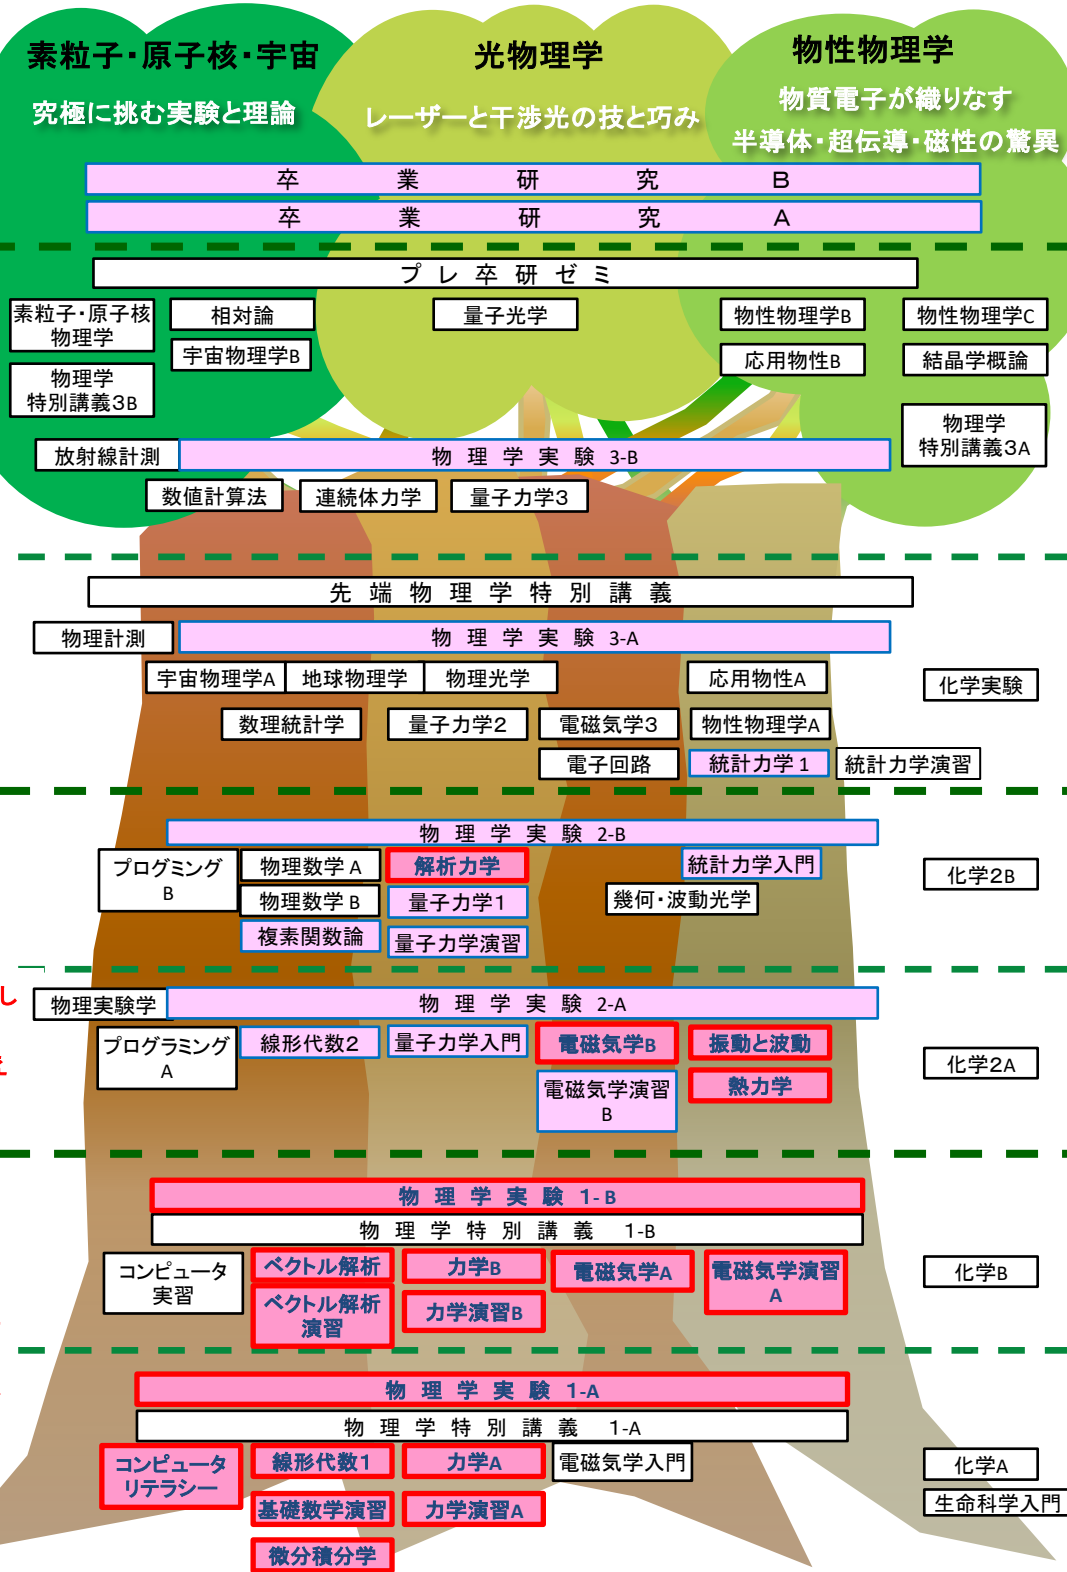 素粒子・原子核・宇宙
究極に挑む実験と理論
光物理学
レーザーと干渉光の技と巧み
物性物理学
物質電子が織りなす
半導体・超伝導・磁性の驚異
卒業研究B
卒業研究A
プレ卒研ゼミ
素粒子・原子核
物理学
相対論
量子光学
物性物理学B
物性物理学C
宇宙物理学B
応用物性B
結晶学概論
物理学
特別講義3B
物理学
特別講義3A
放射線計測
物理学実験 3-B
数値計算法
連続体力学
量子力学3
先端物理学特別講義
物理計測
物理学実験 3-A
宇宙物理学A
地球物理学
物理光学
応用物性A
化学実験
数理統計学
量子力学2
電磁気学3
物性物理学A
電子回路
統計力学 1
統計力学演習
物理学実験 2-B
プログミング
B
物理数学 A
解析力学
統計力学入門
化学2B
物理数学 B
量子力学1
幾何・波動光学
複素関数論
量子力学演習
し
物理実験学
物理学実験 2-A
プログラミング
A
線形代数2
量子力学入門
電磁気学B
振動と波動
化学2A
電磁気学演習
B
熱力学
物理学実験 1-B
物理学特別講義 1-B
コンピュータ
実習
ベクトル解析
力学B
電磁気学A
電磁気学演習
A
化学B
ベクトル解析
演習
力学演習B
物理学実験 1-A
物理学特別講義 1-A
コンピュータ
リテラシー
線形代数1
力学A
電磁気学入門
化学A
基礎数学演習
力学演習A
生命科学入門
微分積分学